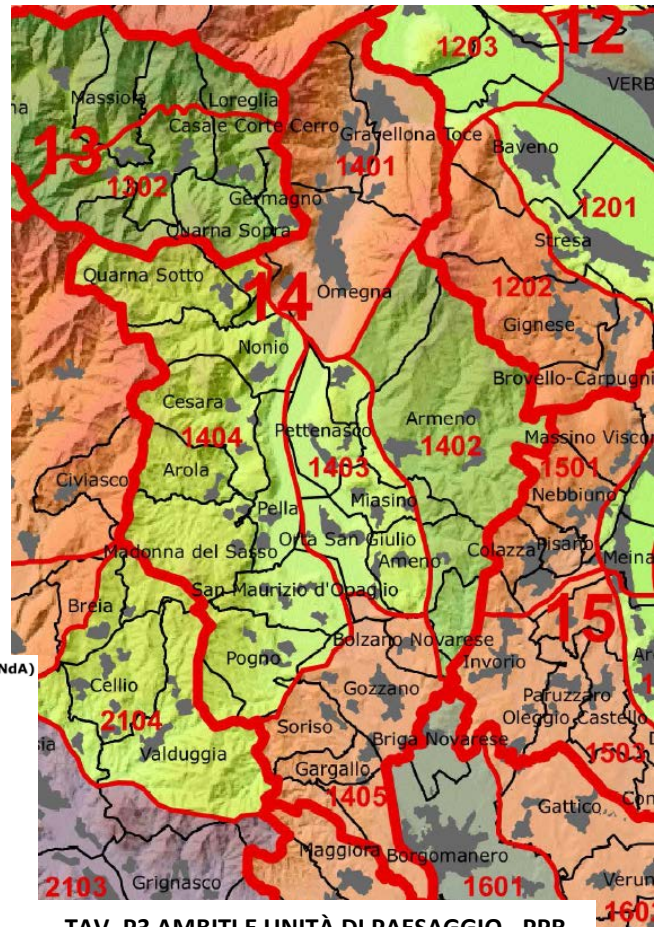 12
1203
VERB
Massiola
Loreglia
Casale Corte Cerro
Gravellona Toce
Baveno
13
1302
1401
Germagno
1201
Quarna Sopra
Stresa
Quarna Sotto
14
Omegna
1202
Gignese
Nonio
Brovello-Carpugni
Cesara
Armeno
Pettenasco
1404
1402
Massino Viscon
Arola
1403
1501
Civiasco
Miasino
Nebbiuno
Pella
Orta San Giulio
Colazza
Pisano
Madonna del Sasso
Ameno
Meina
San Maurizio d'Opaglio
Breia
15
Bolzano Novarese
NdA)
Pogno
Invorio
Cellio
Gozzano
Paruzzaro
2104
Soriso
Oleggio Castello
Valduggia
Briga Novarese
1503
Gargallo
1405
Gattico
Maggiora
Borgomanero
2103
Grignasco
1601
Verun
160
TAV. P3 AMBITI E UNITÀ DI PAESAGGIO - PPR